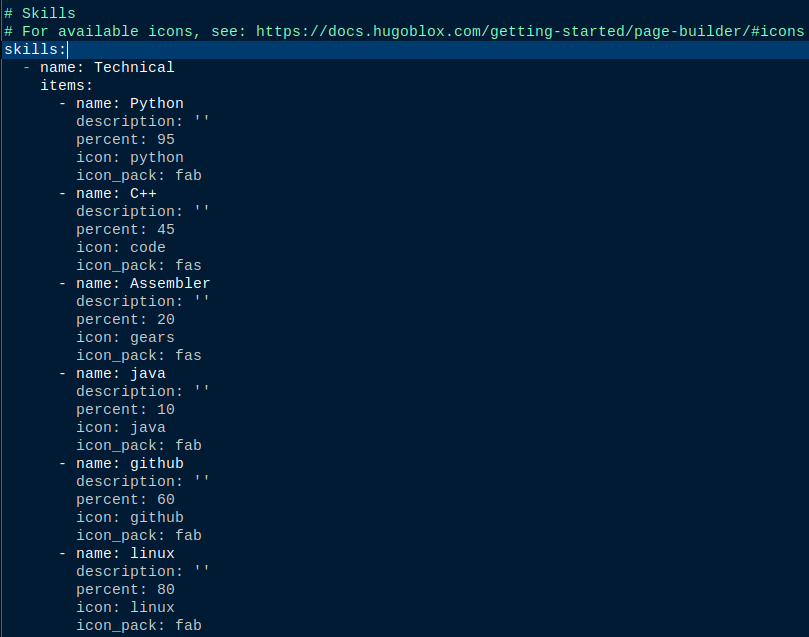 # Skills
# For available icons, see: https://docs.hugoblox.com/getting-started/page-builder/#icons
skills:
  - name: Technical
    items:
      - name: Python
        description: ''
        percent: 95
        icon: python
        icon_pack: fab
      - name: C++
        description: ''
        percent: 45
        icon: code
        icon_pack: fas
      - name: Assembler
        description: ''
        percent: 20
        icon: gears
        icon_pack: fas
      - name: java
        description: ''
        percent: 10
        icon: java
        icon_pack: fab
      - name: github
        description: ''
        percent: 60
        icon: github
        icon_pack: fab
      - name: linux
        description: ''
        percent: 80
        icon: linux
        icon_pack: fab